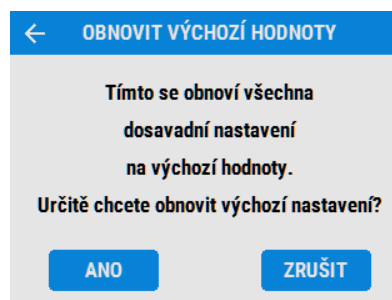 OBNOVIT VÝCHOZÍ HODNOTY
Tímto se obnoví všechna
dosavadní nastavení
na výchozí hodnoty.
Určitě chcete obnovit výchozí nastavení?
ANO ZRUŠIT